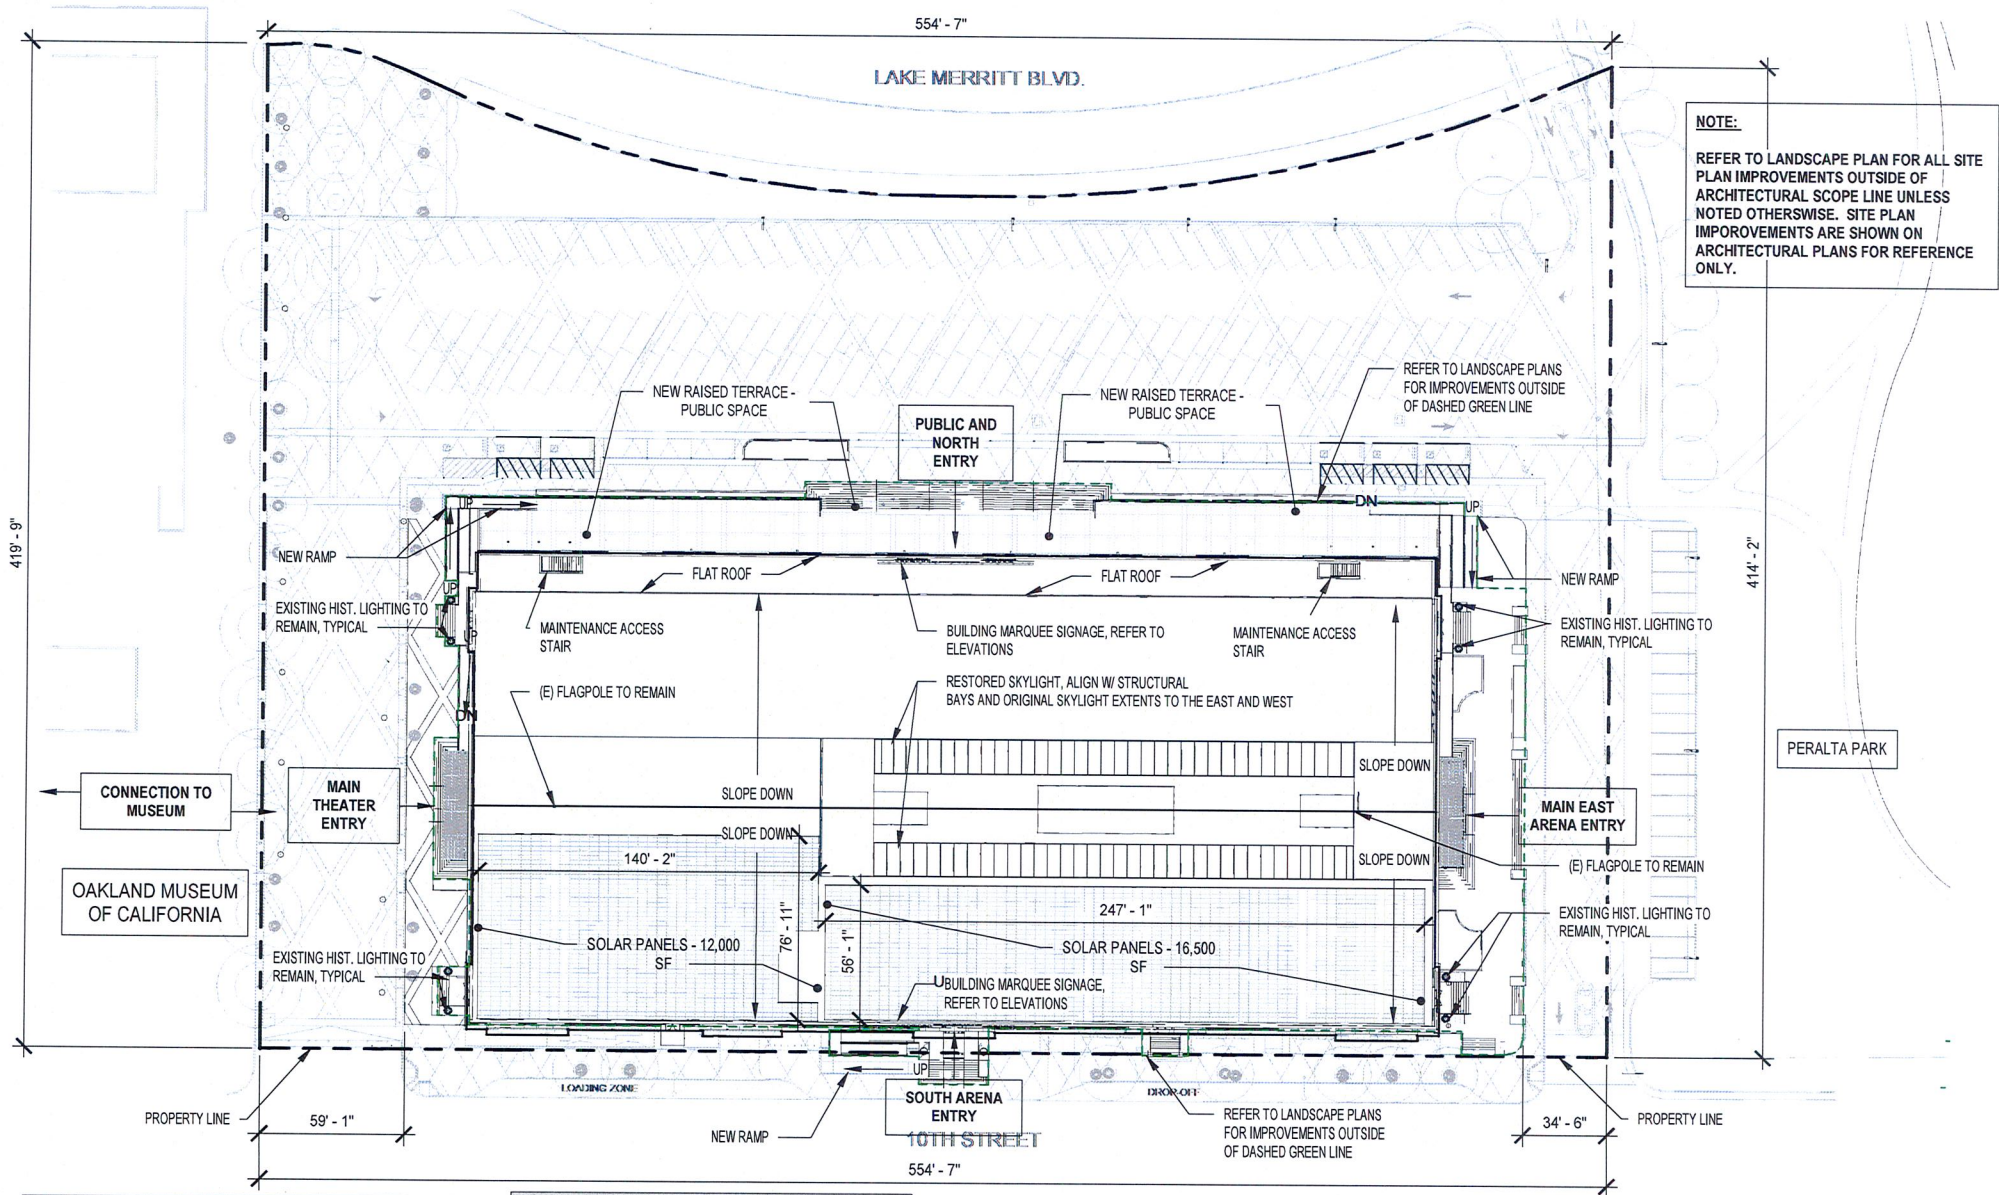 554' - 7"
LAKE MERRITT BLVD.
NOTE:
REFER TO LANDSCAPE PLAN FOR ALL SITE
PLAN IMPROVEMENTS OUTSIDE OF
ARCHITECTURAL SCOPE LINE UNLESS
NOTED OTHERSWISE. SITE PLAN
IMPOROVEMENTS ARE SHOWN ON
ARCHITECTURAL PLANS FOR REFERENCE
ONLY.
419' - 9"
414' - 2"
NEW RAISED TERRACE -
PUBLIC SPACE
PUBLIC AND
NORTH
ENTRY
NEW RAISED TERRACE -
PUBLIC SPACE
REFER TO LANDSCAPE PLANS
FOR IMPROVEMENTS OUTSIDE
OF DASHED GREEN LINE
UP
DN
UP
NEW RAMP
FLAT ROOF
FLAT ROOF
NEW RAMP
UP
EXISTING HIST. LIGHTING TO
REMAIN, TYPICAL
UP
MAINTENANCE ACCESS
STAIR
BUILDING MARQUEE SIGNAGE, REFER TO
ELEVATIONS
MAINTENANCE ACCESS
STAIR
EXISTING HIST. LIGHTING TO
REMAIN, TYPICAL
(E) FLAGPOLE TO REMAIN
RESTORED SKYLIGHT, ALIGN W/ STRUCTURAL
BAYS AND ORIGINAL SKYLIGHT EXTENTS TO THE EAST AND WEST
DN
PERALTA PARK
SLOPE DOWN
SLOPE DOWN
CONNECTION TO
MUSEUM
MAIN
THEATER
ENTRY
MAIN EAST
ARENA ENTRY
SLOPE DOWN
SLOPE DOWN
140' - 2"
(E) FLAGPOLE TO REMAIN
OAKLAND MUSEUM
OF CALIFORNIA
247' - 1"
76' - 11"
56' - 1"
EXISTING HIST. LIGHTING TO
REMAIN, TYPICAL
SOLAR PANELS - 12,000
SF
SOLAR PANELS - 16,500
SF
EXISTING HIST. LIGHTING TO
REMAIN, TYPICAL
U BUILDING MARQUEE SIGNAGE,
REFER TO ELEVATIONS
UP
LOADING ZONE
DROP-OFF
SOUTH ARENA
ENTRY
PROPERTY LINE
59' - 1"
NEW RAMP
10TH STREET
REFER TO LANDSCAPE PLANS
FOR IMPROVEMENTS OUTSIDE
OF DASHED GREEN LINE
34' - 6"
PROPERTY LINE
554' - 7"